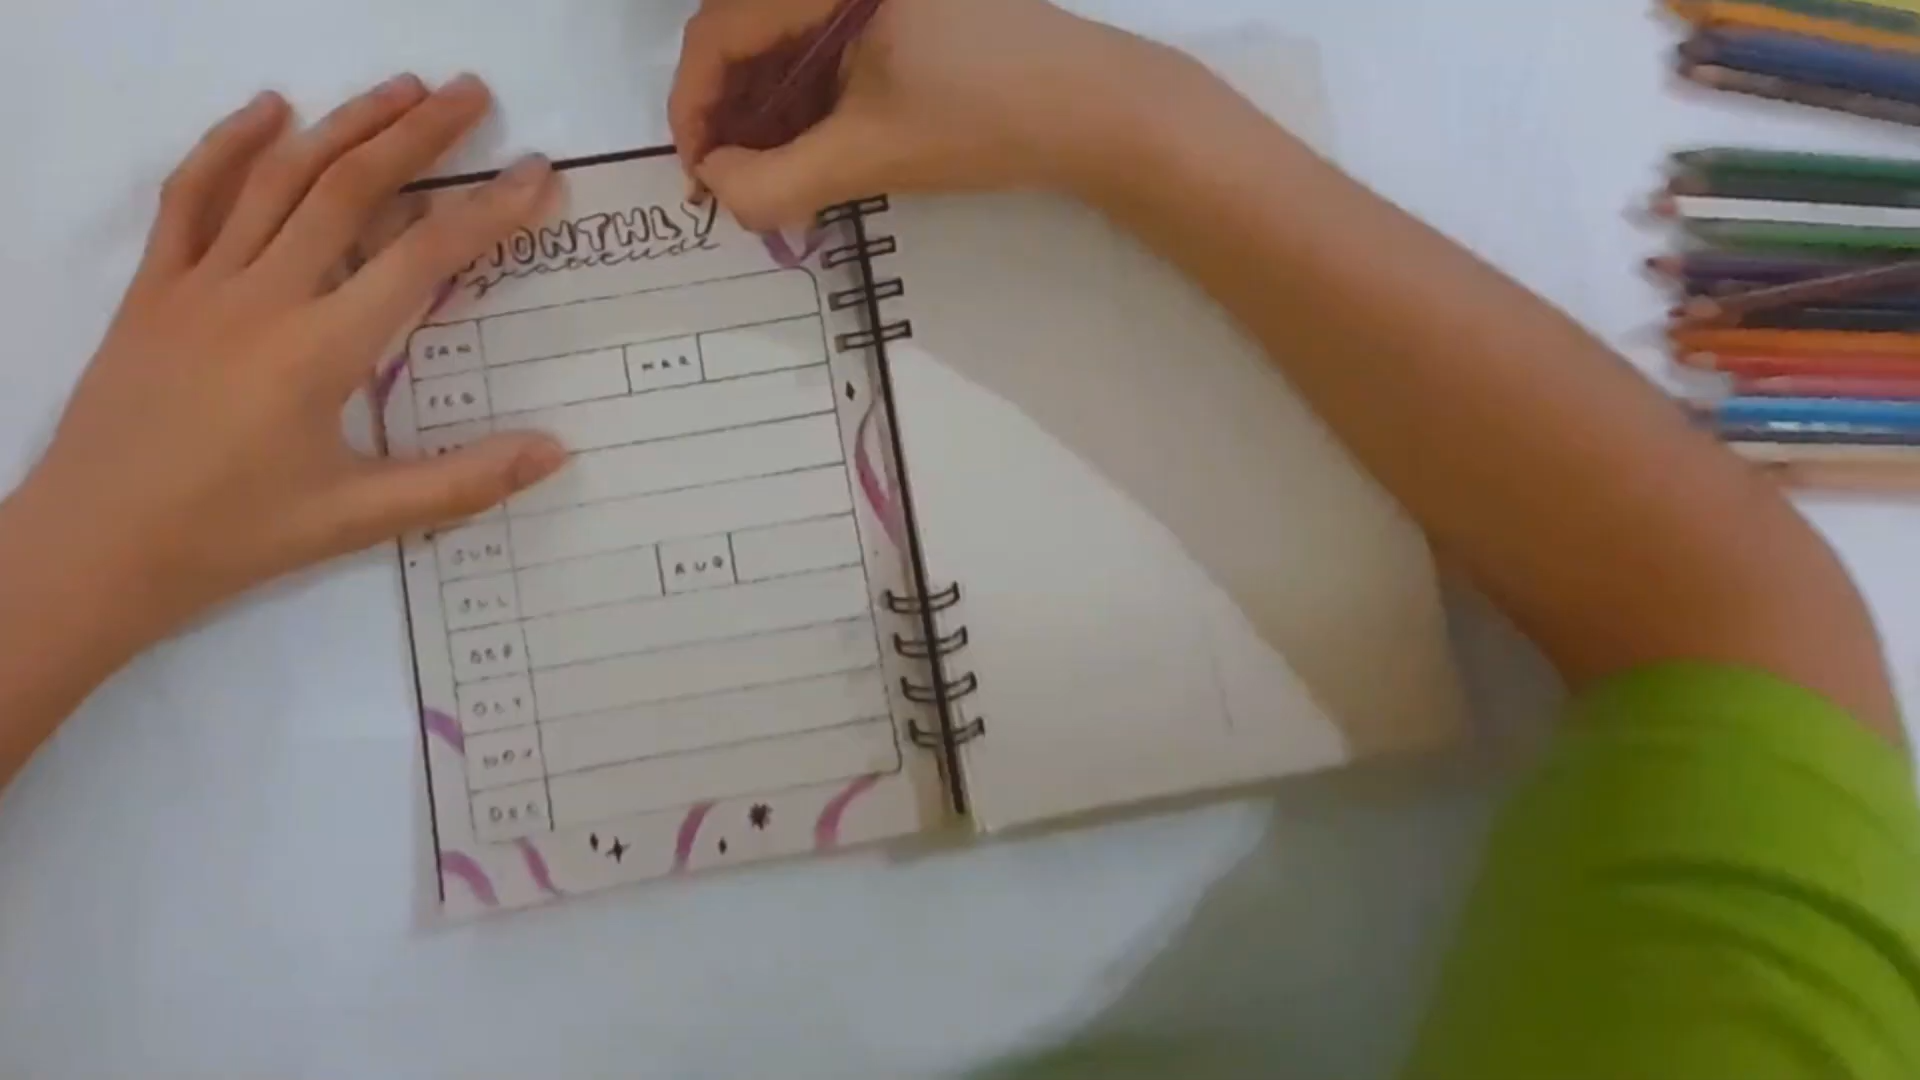 MONTHLY
gratitude
JAN
FEB MAR
JUN
JUL AUG
SEP
OCT
NOV
DEC